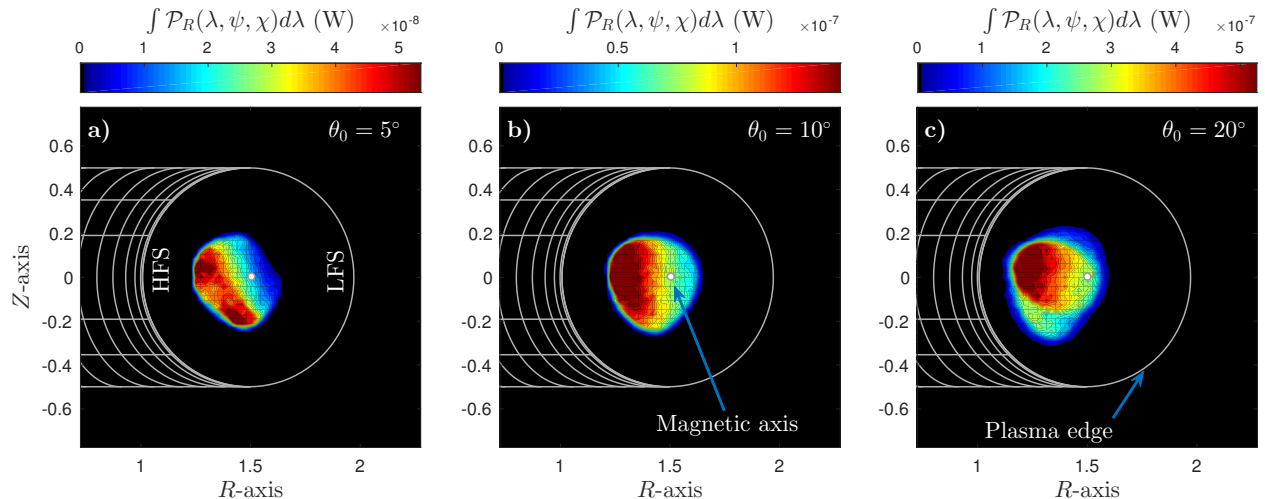 ∫ 𝒫_R(λ, ψ, χ)dλ (W)
×10⁻⁸
0 1 2 3 4 5
∫ 𝒫_R(λ, ψ, χ)dλ (W)
×10⁻⁷
0 0.5 1
∫ 𝒫_R(λ, ψ, χ)dλ (W)
×10⁻⁷
0 1 2 3 4 5
a)
θ₀ = 5°
HFS
LFS
Z-axis
0.6
0.4
0.2
0
-0.2
-0.4
-0.6
1 1.5 2
R-axis
b)
θ₀ = 10°
Magnetic axis
0.6
0.4
0.2
0
-0.2
-0.4
-0.6
1 1.5 2
R-axis
c)
θ₀ = 20°
Plasma edge
0.6
0.4
0.2
0
-0.2
-0.4
-0.6
1 1.5 2
R-axis